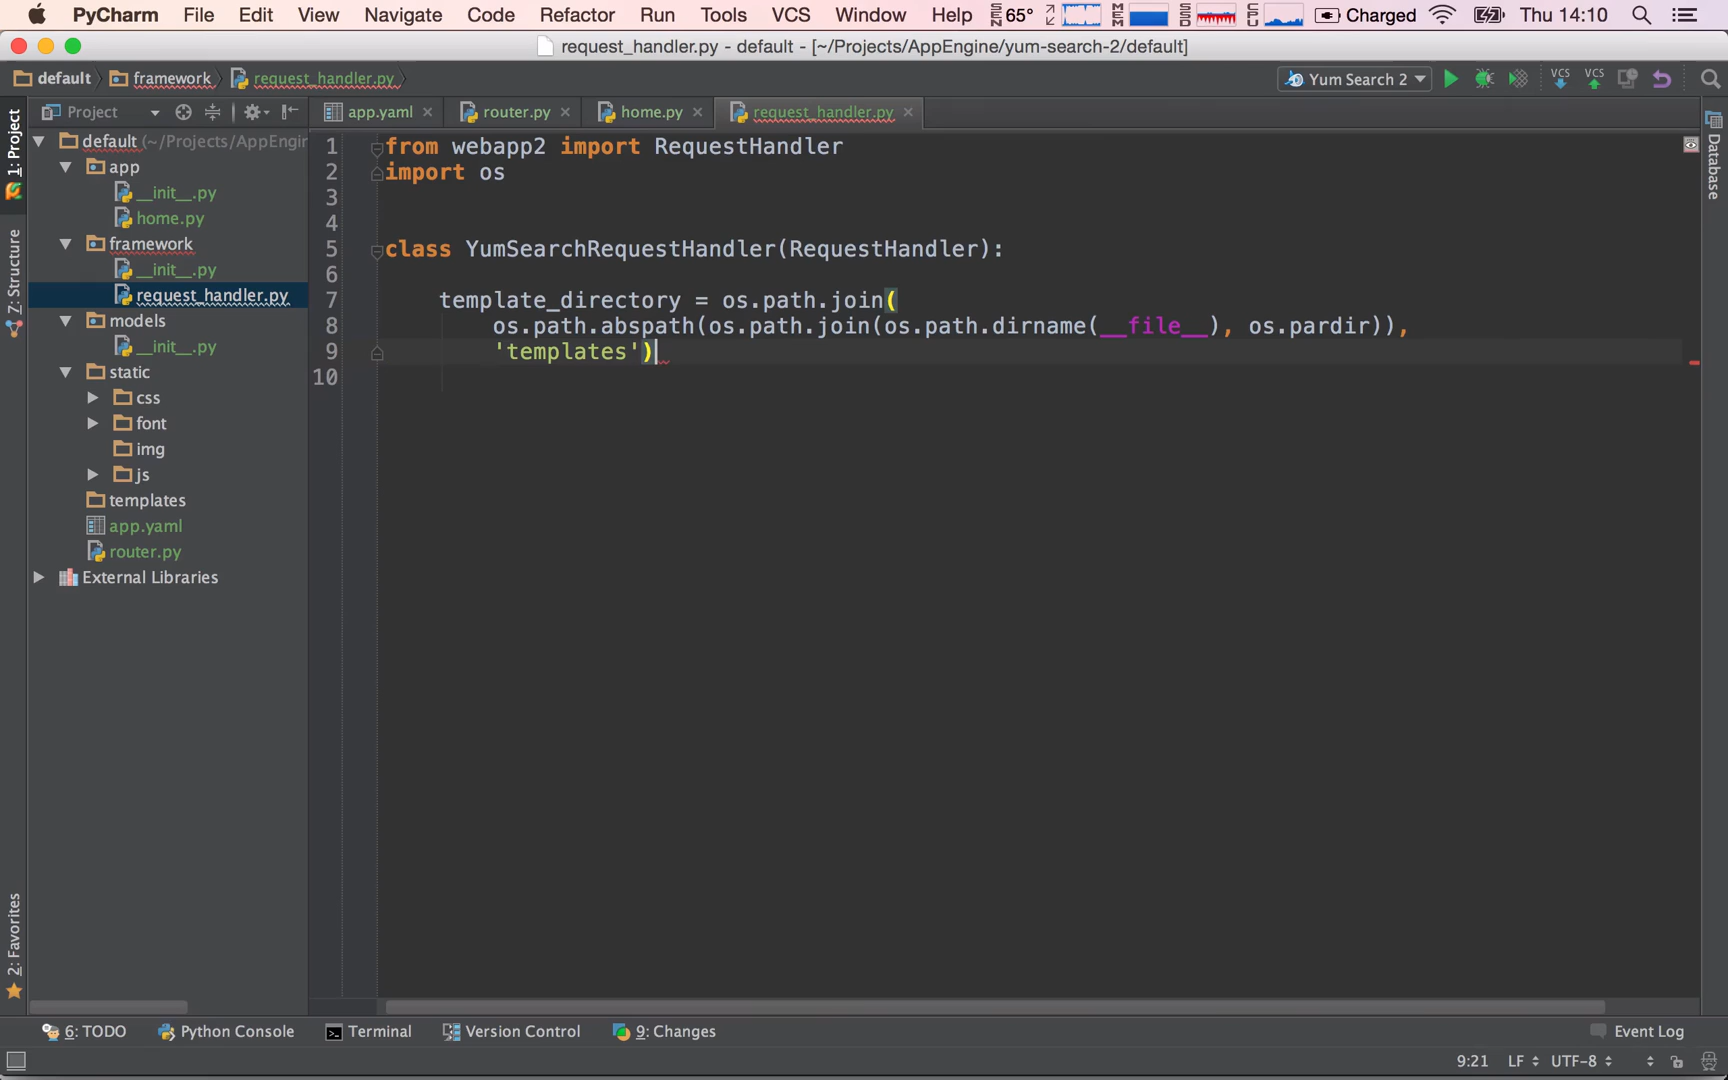 PyCharm File Edit View Navigate Code Refactor Run Tools VCS Window Help SEN 65° MEM SSD CPU Charged Thu 14:10
request_handler.py - default - [~/Projects/AppEngine/yum-search-2/default]
default framework request_handler.py Yum Search 2 VCS VCS
Project app.yaml router.py home.py request_handler.py
1: Project
Z: Structure
2: Favorites
Database
default (~/Projects/AppEngin
app
__init__.py
home.py
framework
__init__.py
request_handler.py
models
__init__.py
static
css
font
img
js
templates
app.yaml
router.py
External Libraries
1 from webapp2 import RequestHandler
2 import os
3
4
5 class YumSearchRequestHandler(RequestHandler):
6
7 template_directory = os.path.join(
8 os.path.abspath(os.path.join(os.path.dirname(__file__), os.pardir)),
9 'templates')
10
6: TODO Python Console Terminal Version Control 9: Changes Event Log
9:21 LF UTF-8